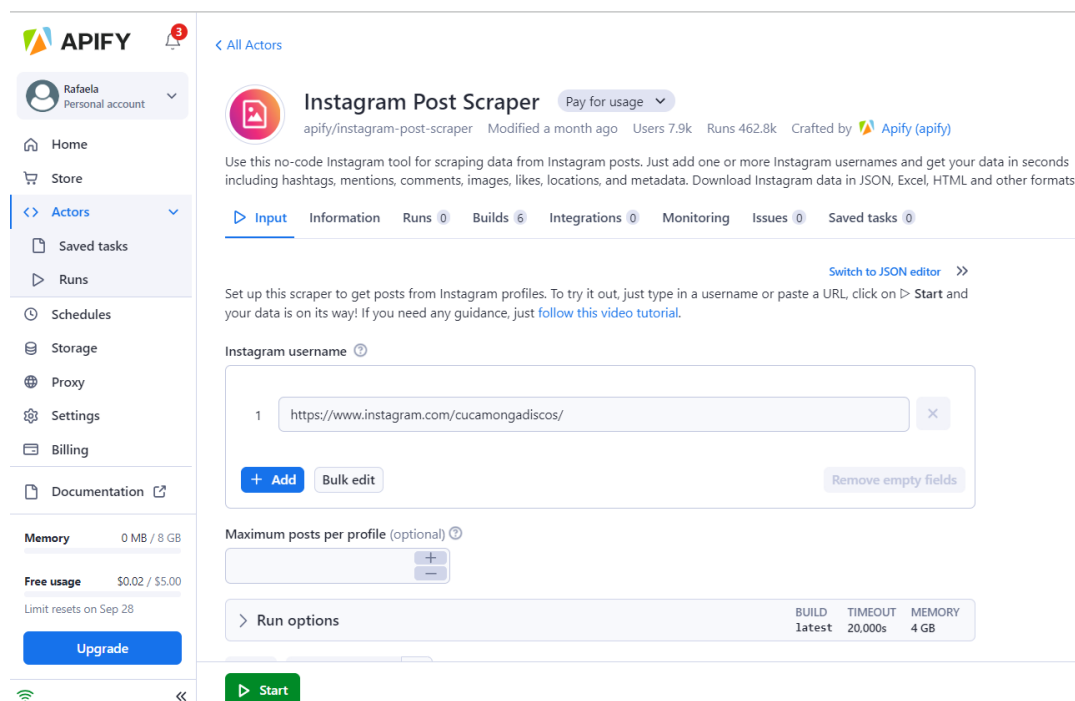 APIFY
3
Rafaela
Personal account
Home
Store
Actors
Saved tasks
Runs
Schedules
Storage
Proxy
Settings
Billing
Documentation
Memory 0 MB / 8 GB
Free usage $0.02 / $5.00
Limit resets on Sep 28
Upgrade
All Actors
Instagram Post Scraper Pay for usage
apify/instagram-post-scraper Modified a month ago Users 7.9k Runs 462.8k Crafted by Apify (apify)
Use this no-code Instagram tool for scraping data from Instagram posts. Just add one or more Instagram usernames and get your data in seconds
including hashtags, mentions, comments, images, likes, locations, and metadata. Download Instagram data in JSON, Excel, HTML and other formats
Input Information Runs 0 Builds 6 Integrations 0 Monitoring Issues 0 Saved tasks 0
Switch to JSON editor
Set up this scraper to get posts from Instagram profiles. To try it out, just type in a username or paste a URL, click on ▷ Start and
your data is on its way! If you need any guidance, just follow this video tutorial.
Instagram username
1 https://www.instagram.com/cucamongadiscos/
+ Add Bulk edit Remove empty fields
Maximum posts per profile (optional)
Run options
BUILD TIMEOUT MEMORY
latest 20,000s 4 GB
Start